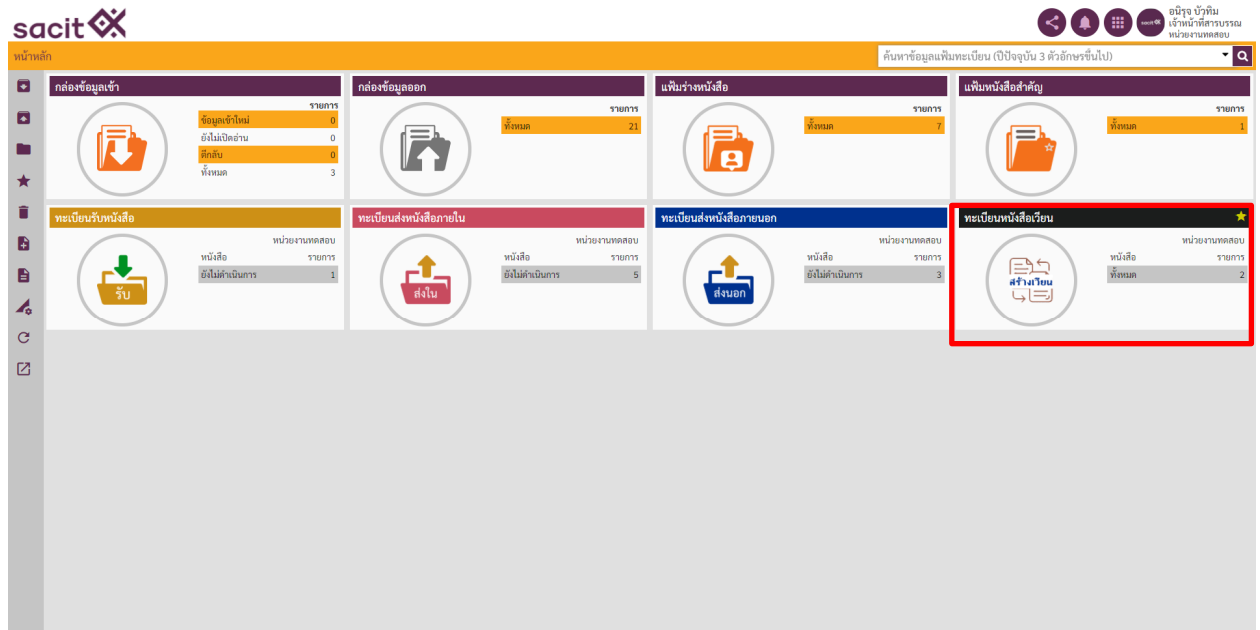 sacit
อนิรุจ บัวทิม
เจ้าหน้าที่สารบรรณ
หน่วยงานทดสอบ
หน้าหลัก
ค้นหาข้อมูลแฟ้มทะเบียน (ปีปัจจุบัน 3 ตัวอักษรขึ้นไป)
กล่องข้อมูลเข้า
รายการ
ข้อมูลเข้าใหม่ 0
ยังไม่เปิดอ่าน 0
ตีกลับ 0
ทั้งหมด 3
กล่องข้อมูลออก
รายการ
ทั้งหมด 21
แฟ้มร่างหนังสือ
รายการ
ทั้งหมด 7
แฟ้มหนังสือสำคัญ
รายการ
ทั้งหมด 1
ทะเบียนรับหนังสือ
หน่วยงานทดสอบ
หนังสือ รายการ
ยังไม่ดำเนินการ 1
รับ
ทะเบียนส่งหนังสือภายใน
หน่วยงานทดสอบ
หนังสือ รายการ
ยังไม่ดำเนินการ 5
ส่งใน
ทะเบียนส่งหนังสือภายนอก
หน่วยงานทดสอบ
หนังสือ รายการ
ยังไม่ดำเนินการ 3
ส่งนอก
ทะเบียนหนังสือเวียน
หน่วยงานทดสอบ
หนังสือ รายการ
ทั้งหมด 2
สร้างเวียน